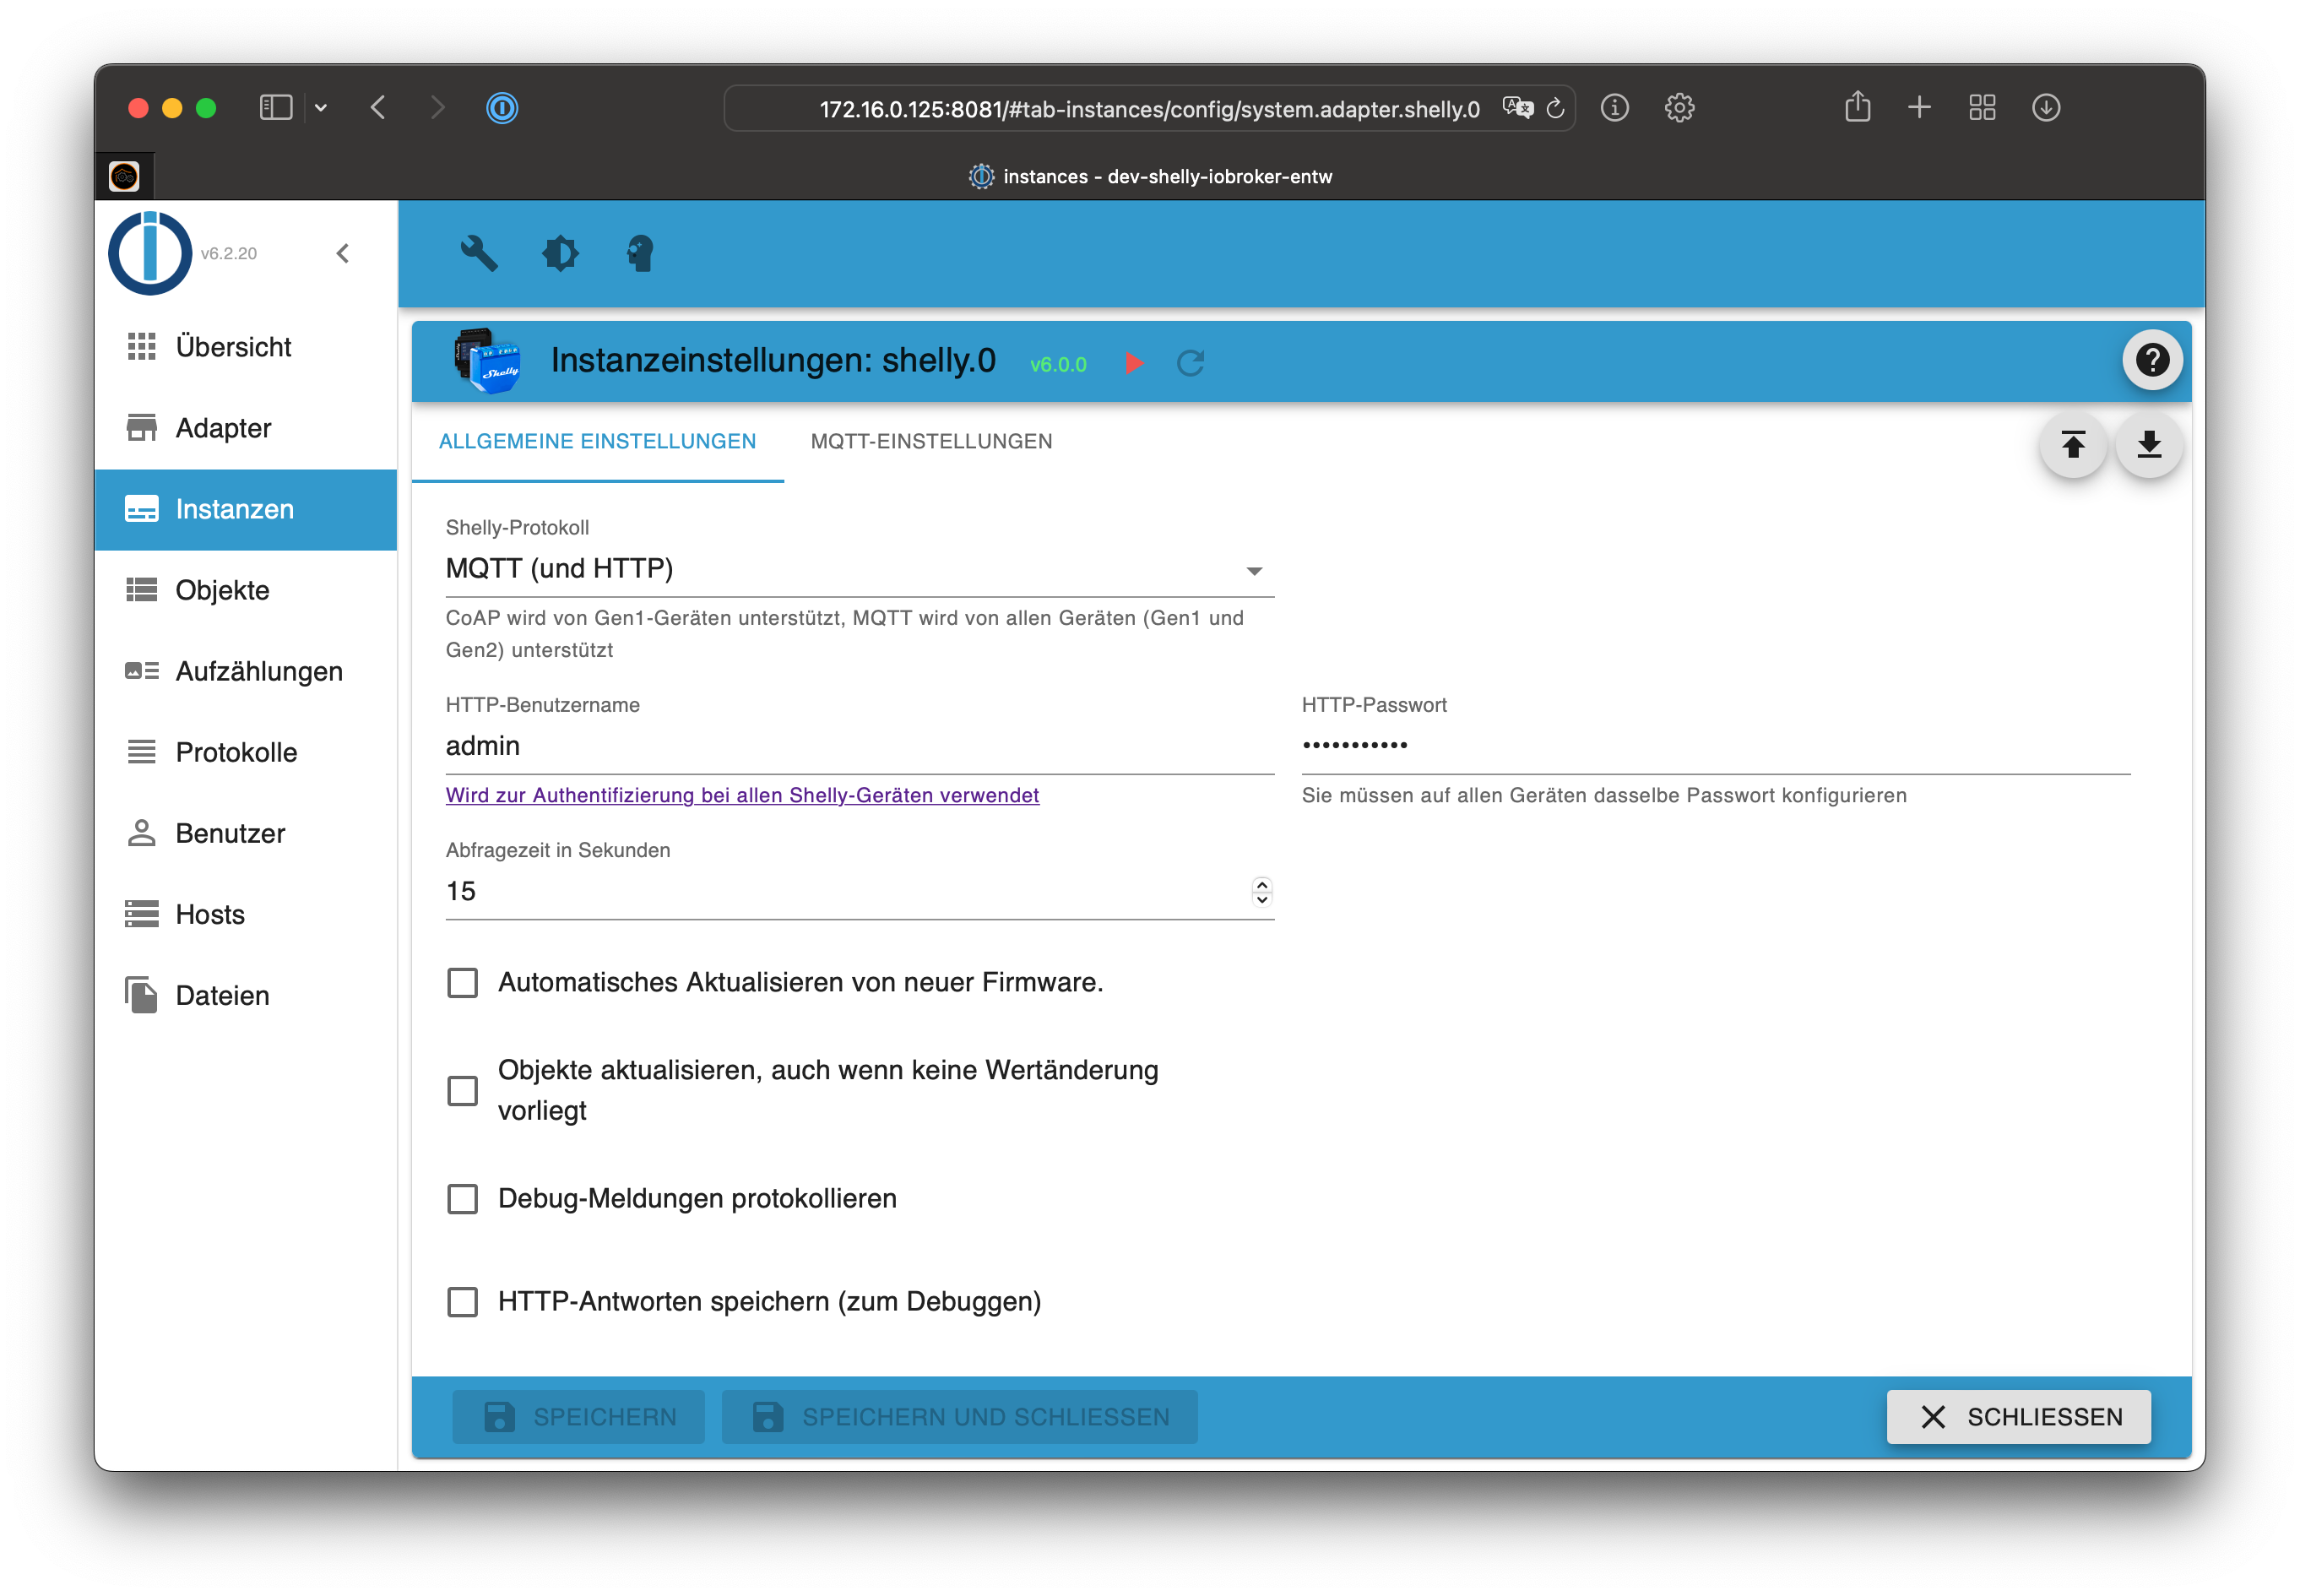 172.16.0.125:8081/#tab-instances/config/system.adapter.shelly.0
instances - dev-shelly-iobroker-entw
v6.2.20
Übersicht
Adapter
Instanzen
Objekte
Aufzählungen
Protokolle
Benutzer
Hosts
Dateien
Shelly
Instanzeinstellungen: shelly.0 v6.0.0
ALLGEMEINE EINSTELLUNGEN MQTT-EINSTELLUNGEN
Shelly-Protokoll
MQTT (und HTTP)
CoAP wird von Gen1-Geräten unterstützt, MQTT wird von allen Geräten (Gen1 und
Gen2) unterstützt
HTTP-Benutzername
admin
Wird zur Authentifizierung bei allen Shelly-Geräten verwendet
HTTP-Passwort
•••••••••••
Sie müssen auf allen Geräten dasselbe Passwort konfigurieren
Abfragezeit in Sekunden
15
Automatisches Aktualisieren von neuer Firmware.
Objekte aktualisieren, auch wenn keine Wertänderung
vorliegt
Debug-Meldungen protokollieren
HTTP-Antworten speichern (zum Debuggen)
SPEICHERN SPEICHERN UND SCHLIESSEN SCHLIESSEN